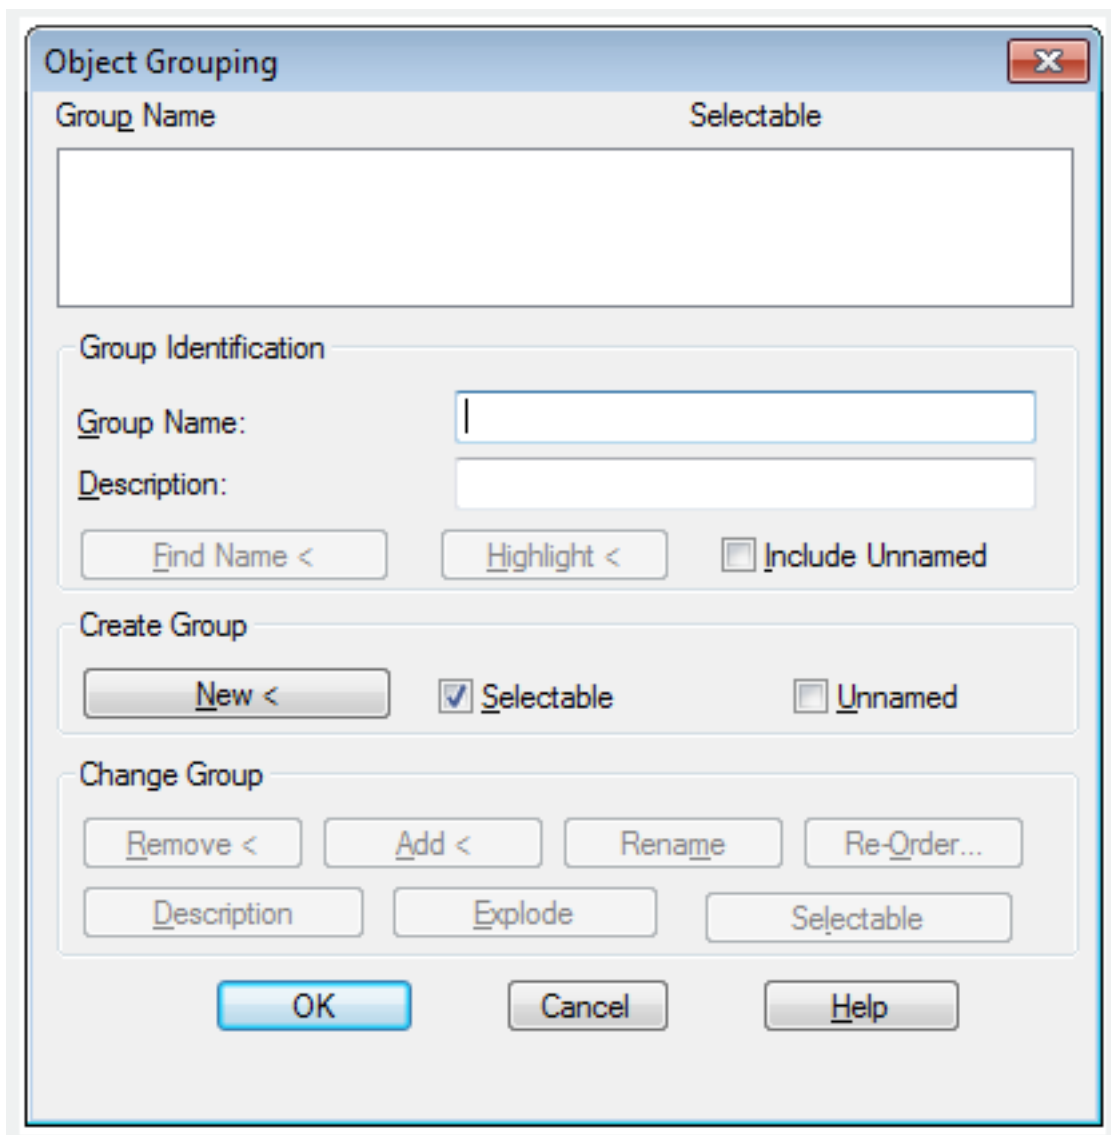 Object Grouping
Group Name Selectable
Group Identification
Group Name:
Description:
Find Name < Highlight < Include Unnamed
Create Group
New < Selectable Unnamed
Change Group
Remove < Add < Rename Re-Order...
Description Explode Selectable
OK Cancel Help